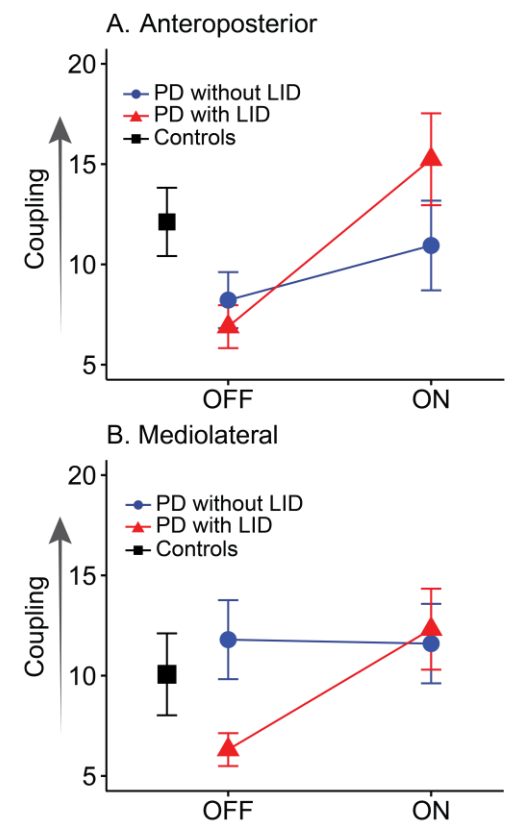 A. Anteroposterior
20
PD without LID
PD with LID
Controls
15
Coupling
10
5
OFF ON
B. Mediolateral
20
PD without LID
PD with LID
Controls
15
Coupling
10
5
OFF ON